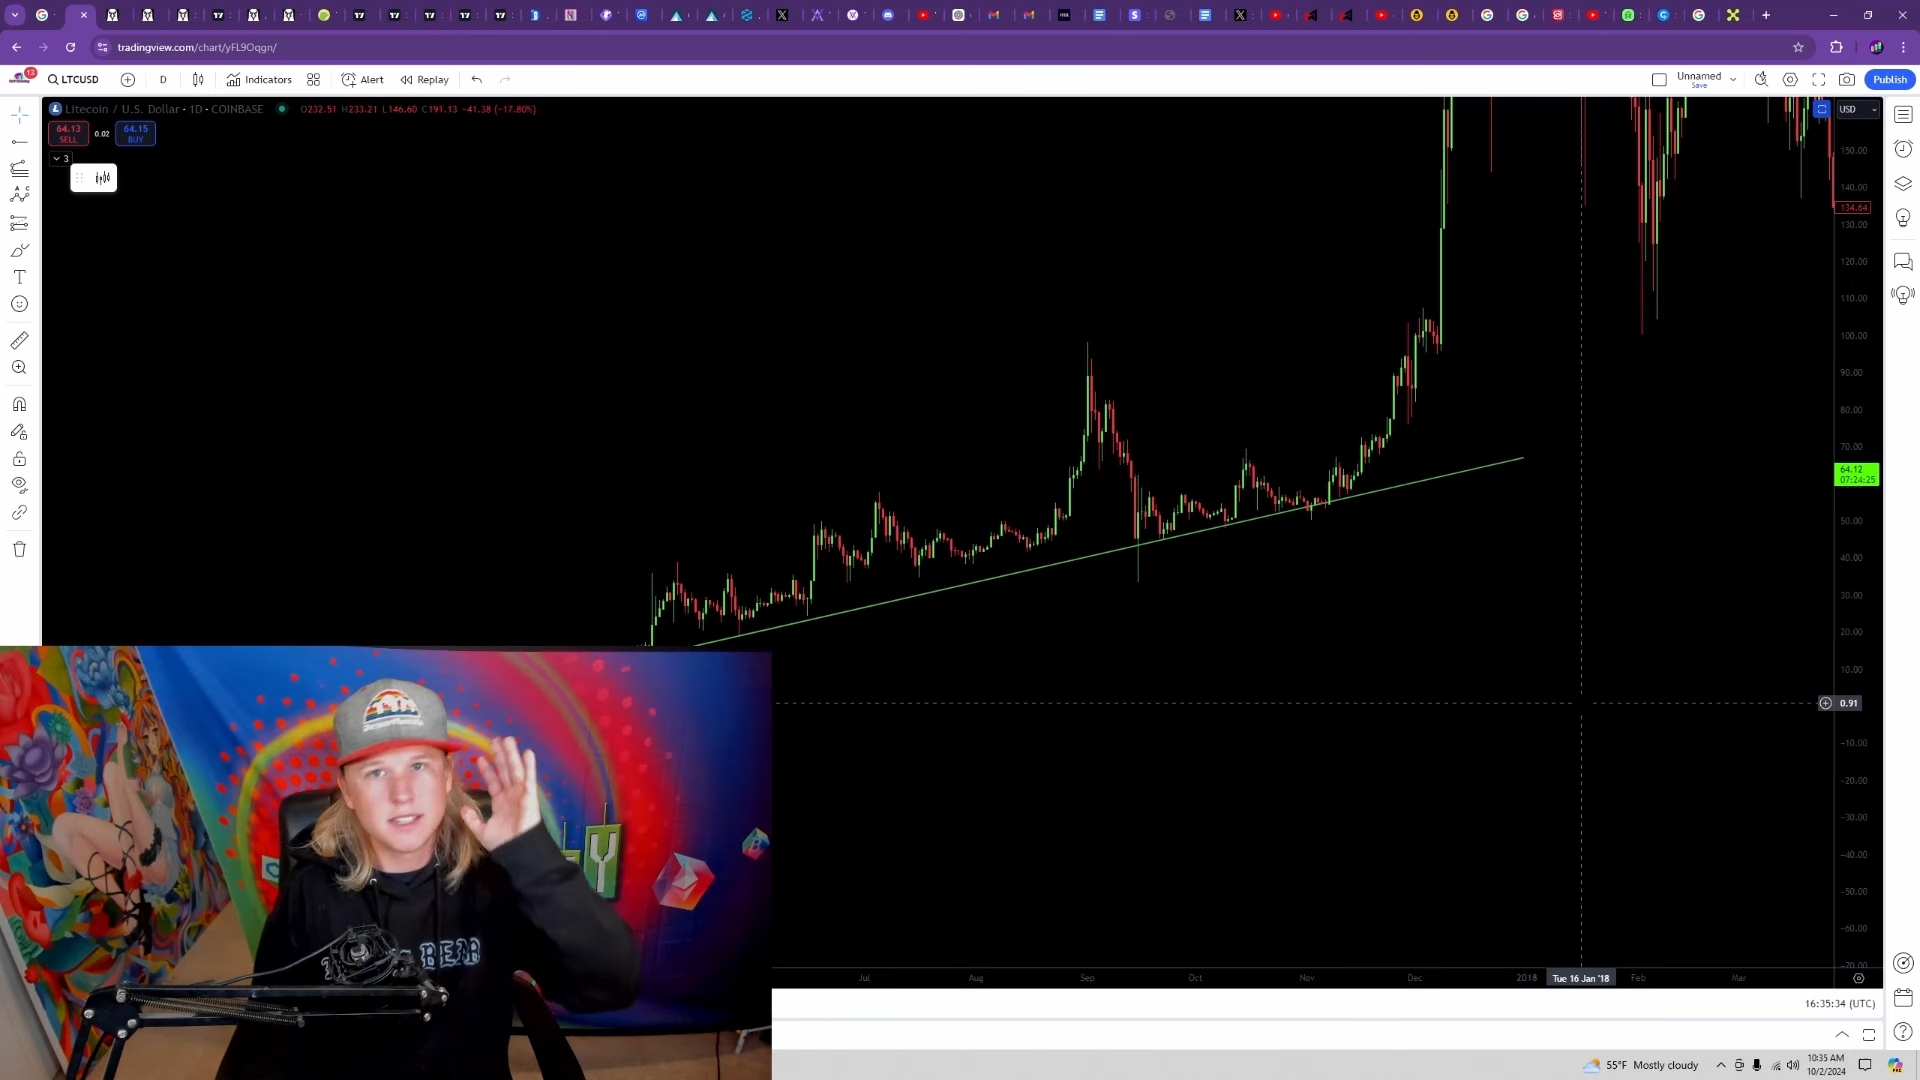 tradingview.com/chart/yFL9Oqgn/
13
LTCUSD
D
Indicators
Alert
Replay
Unnamed
Save
Publish
Litecoin / U.S. Dollar · 1D · COINBASE
O232.51 H233.21 L146.60 C191.13 −41.38 (−17.80%)
USD
64.13
SELL
0.02
64.15
BUY
3
150.00
140.00
134.64
130.00
120.00
110.00
100.00
90.00
80.00
70.00
64.12
07:24:25
50.00
40.00
30.00
20.00
10.00
0.91
−10.00
−20.00
−30.00
−40.00
−50.00
−60.00
−70.00
Jul
Aug
Sep
Oct
Nov
Dec
2018
Tue 16 Jan '18
Feb
Mar
16:35:34 (UTC)
55°F Mostly cloudy
10:35 AM
10/2/2024